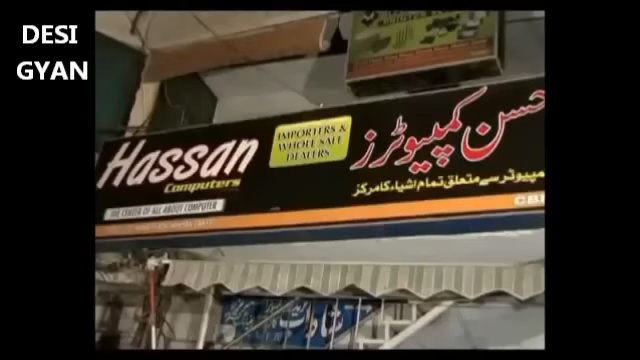 DESI
GYAN
Hassan
Computers
THE CENTER OF ALL ABOUT COMPUTER
IMPORTERS &
WHOLE SALE
DEALERS
حسن کمپیوٹرز
کمپیوٹر سے متعلق تمام اشیاء کا مرکز